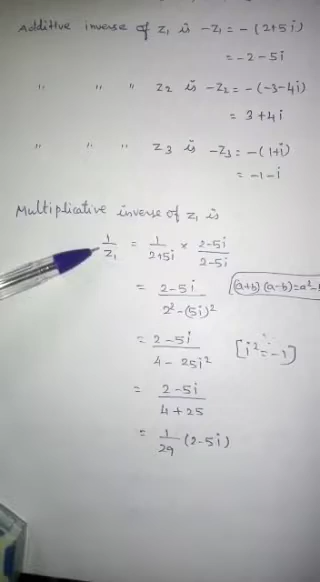 Additive inverse of z₁ is -z₁ = -(2+5i)
= -2-5i
" " " z₂ is -z₂ = -(-3-4i)
= 3+4i
" " " z₃ is -z₃ = -(1+i)
= -1-i
Multiplicative inverse of z₁ is
1/z₁ = 1/2+5i × 2-5i/2-5i
= 2-5i/2²-(5i)² (a+b)(a-b)=a²-
= 2-5i/4-25i² [i²=-1]
= 2-5i/4+25
= 1/29 (2-5i)